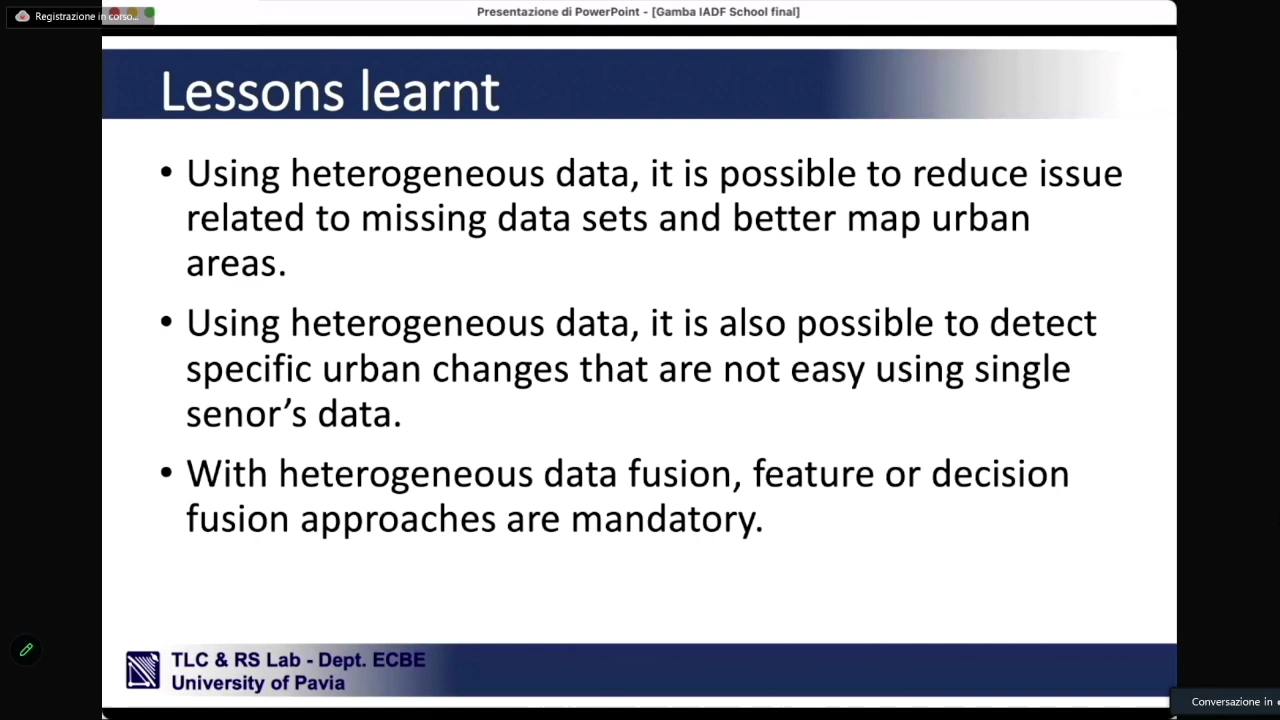 Registrazione in corso...
Presentazione di PowerPoint - [Gamba IADF School final]
Lessons learnt
• Using heterogeneous data, it is possible to reduce issue
related to missing data sets and better map urban
areas.
• Using heterogeneous data, it is also possible to detect
specific urban changes that are not easy using single
senor's data.
• With heterogeneous data fusion, feature or decision
fusion approaches are mandatory.
TLC & RS Lab - Dept. ECBE
University of Pavia
Conversazione in